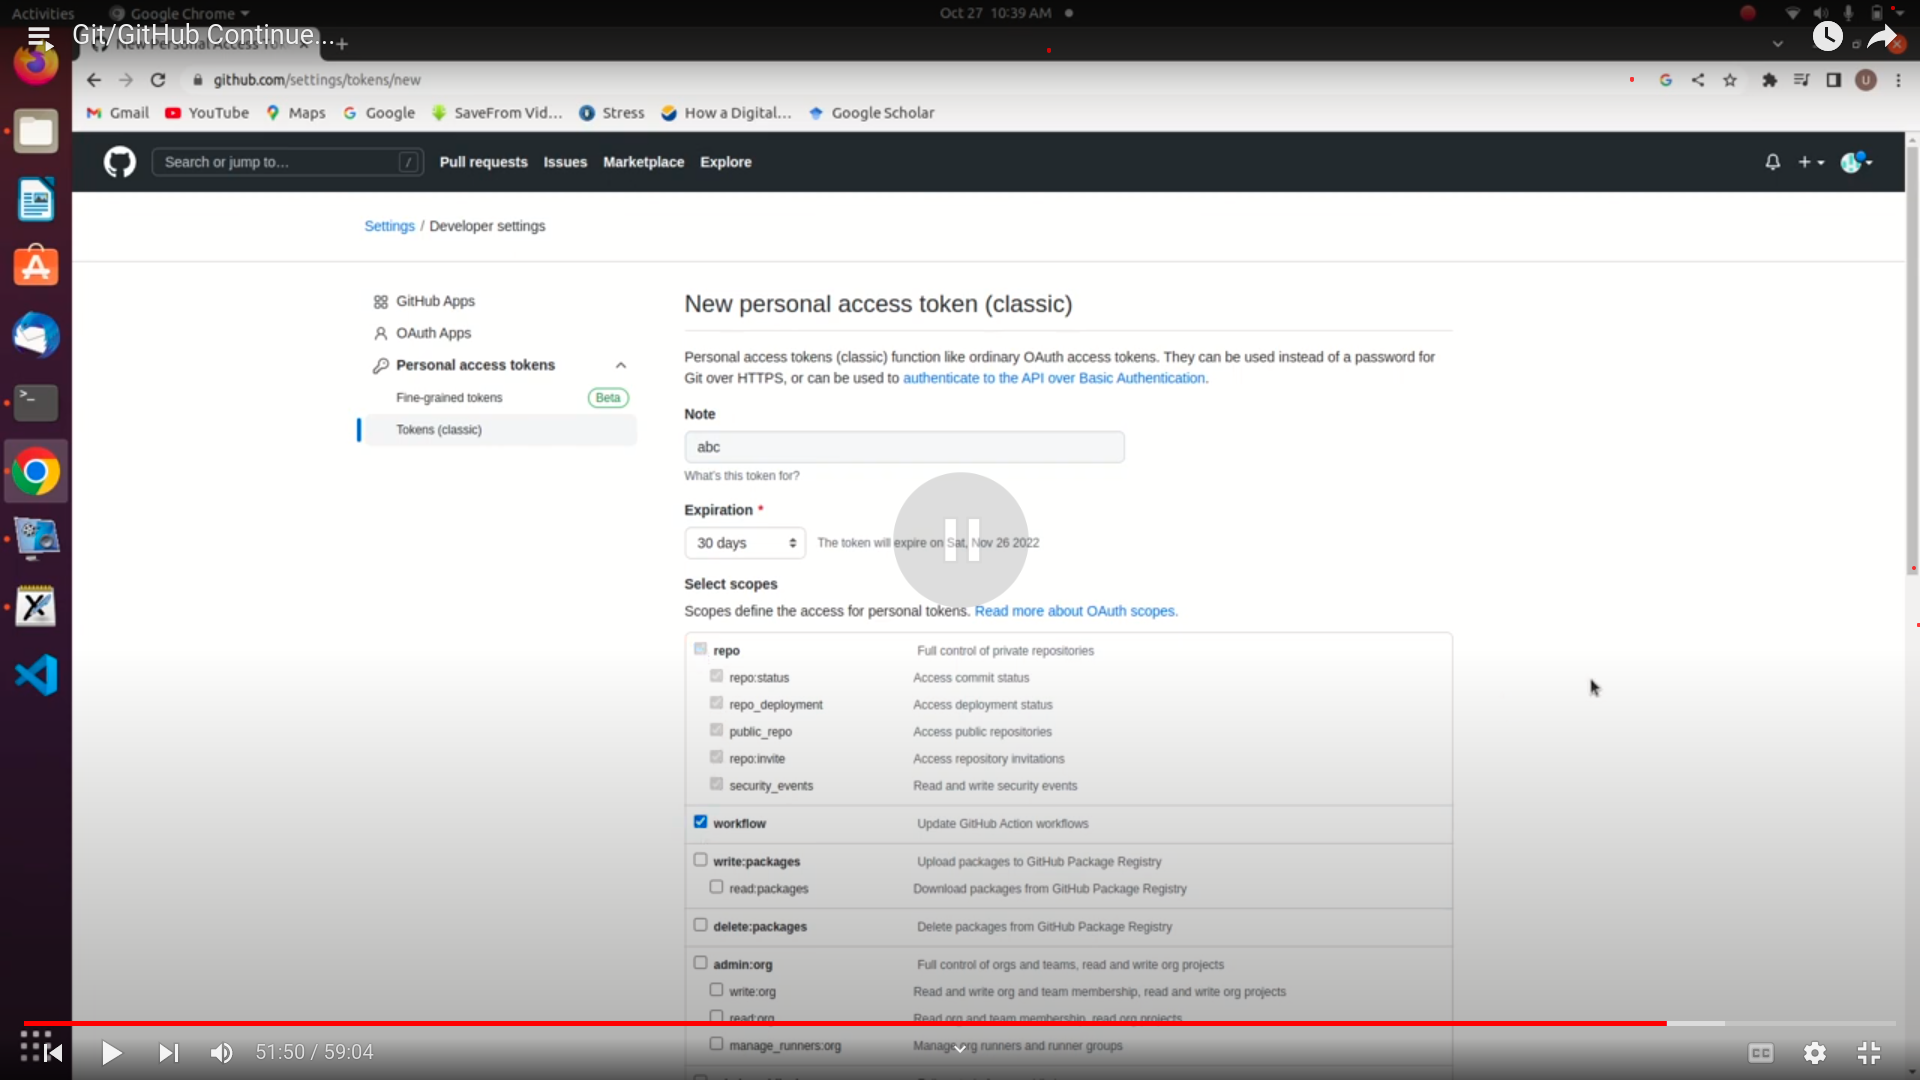 Activities
Google Chrome
Oct 27 10:39 AM
Git/GitHub Continue...
github.com/settings/tokens/new
Gmail
YouTube
Maps
Google
SaveFrom Vid...
Stress
How a Digital...
Google Scholar
U
Search or jump to...
/
Pull requests
Issues
Marketplace
Explore
Settings / Developer settings
GitHub Apps
OAuth Apps
Personal access tokens
Fine-grained tokens
Beta
Tokens (classic)
New personal access token (classic)
Personal access tokens (classic) function like ordinary OAuth access tokens. They can be used instead of a password for
Git over HTTPS, or can be used to authenticate to the API over Basic Authentication.
Note
abc
What's this token for?
Expiration *
30 days
The token will expire on Sat, Nov 26 2022
Select scopes
Scopes define the access for personal tokens. Read more about OAuth scopes.
repo Full control of private repositories
repo:status Access commit status
repo_deployment Access deployment status
public_repo Access public repositories
repo:invite Access repository invitations
security_events Read and write security events
workflow Update GitHub Action workflows
write:packages Upload packages to GitHub Package Registry
read:packages Download packages from GitHub Package Registry
delete:packages Delete packages from GitHub Package Registry
admin:org Full control of orgs and teams, read and write org projects
write:org Read and write org and team membership, read and write org projects
read:org Read org and team membership, read org projects
manage_runners:org Manage org runners and runner groups
51:50 / 59:04
CC